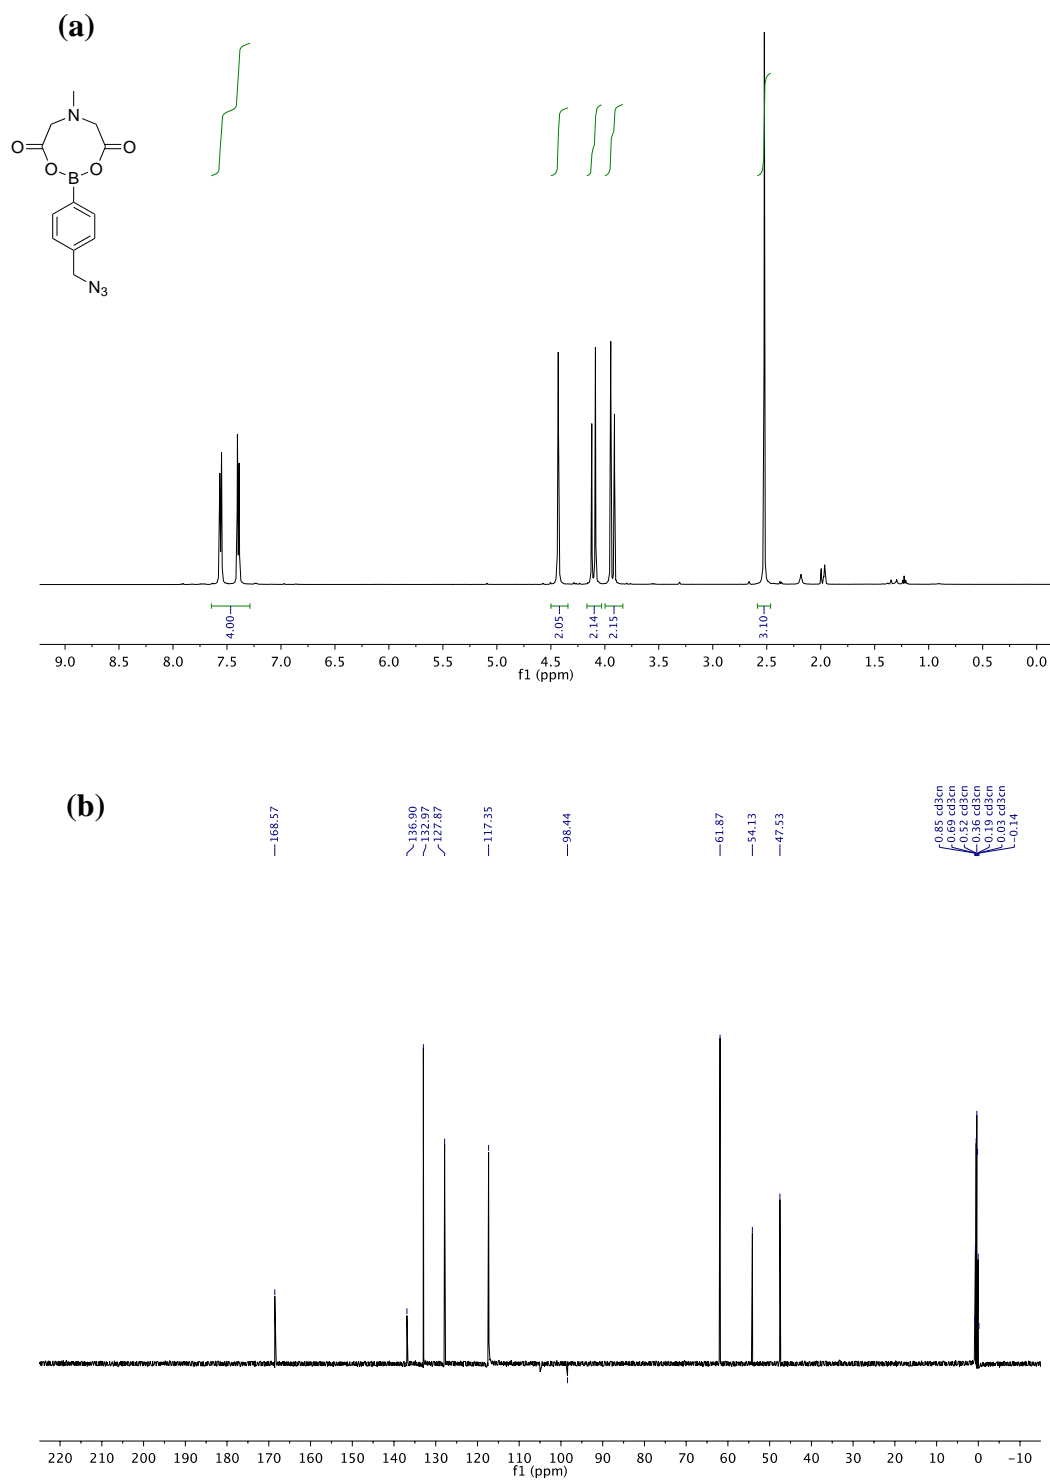 (a)
N
O
O
O
O
B
N3
4.00
2.05
2.14
2.15
3.10
9.0 8.5 8.0 7.5 7.0 6.5 6.0 5.5 5.0 4.5 4.0 3.5 3.0 2.5 2.0 1.5 1.0 0.5 0.0
f1 (ppm)
(b)
168.57
136.90
132.97
127.87
117.35
98.44
61.87
54.13
47.53
0.85 cd3cn
0.69 cd3cn
0.52 cd3cn
0.36 cd3cn
0.19 cd3cn
0.03 cd3cn
-0.14
220 210 200 190 180 170 160 150 140 130 120 110 100 90 80 70 60 50 40 30 20 10 0 -10
f1 (ppm)